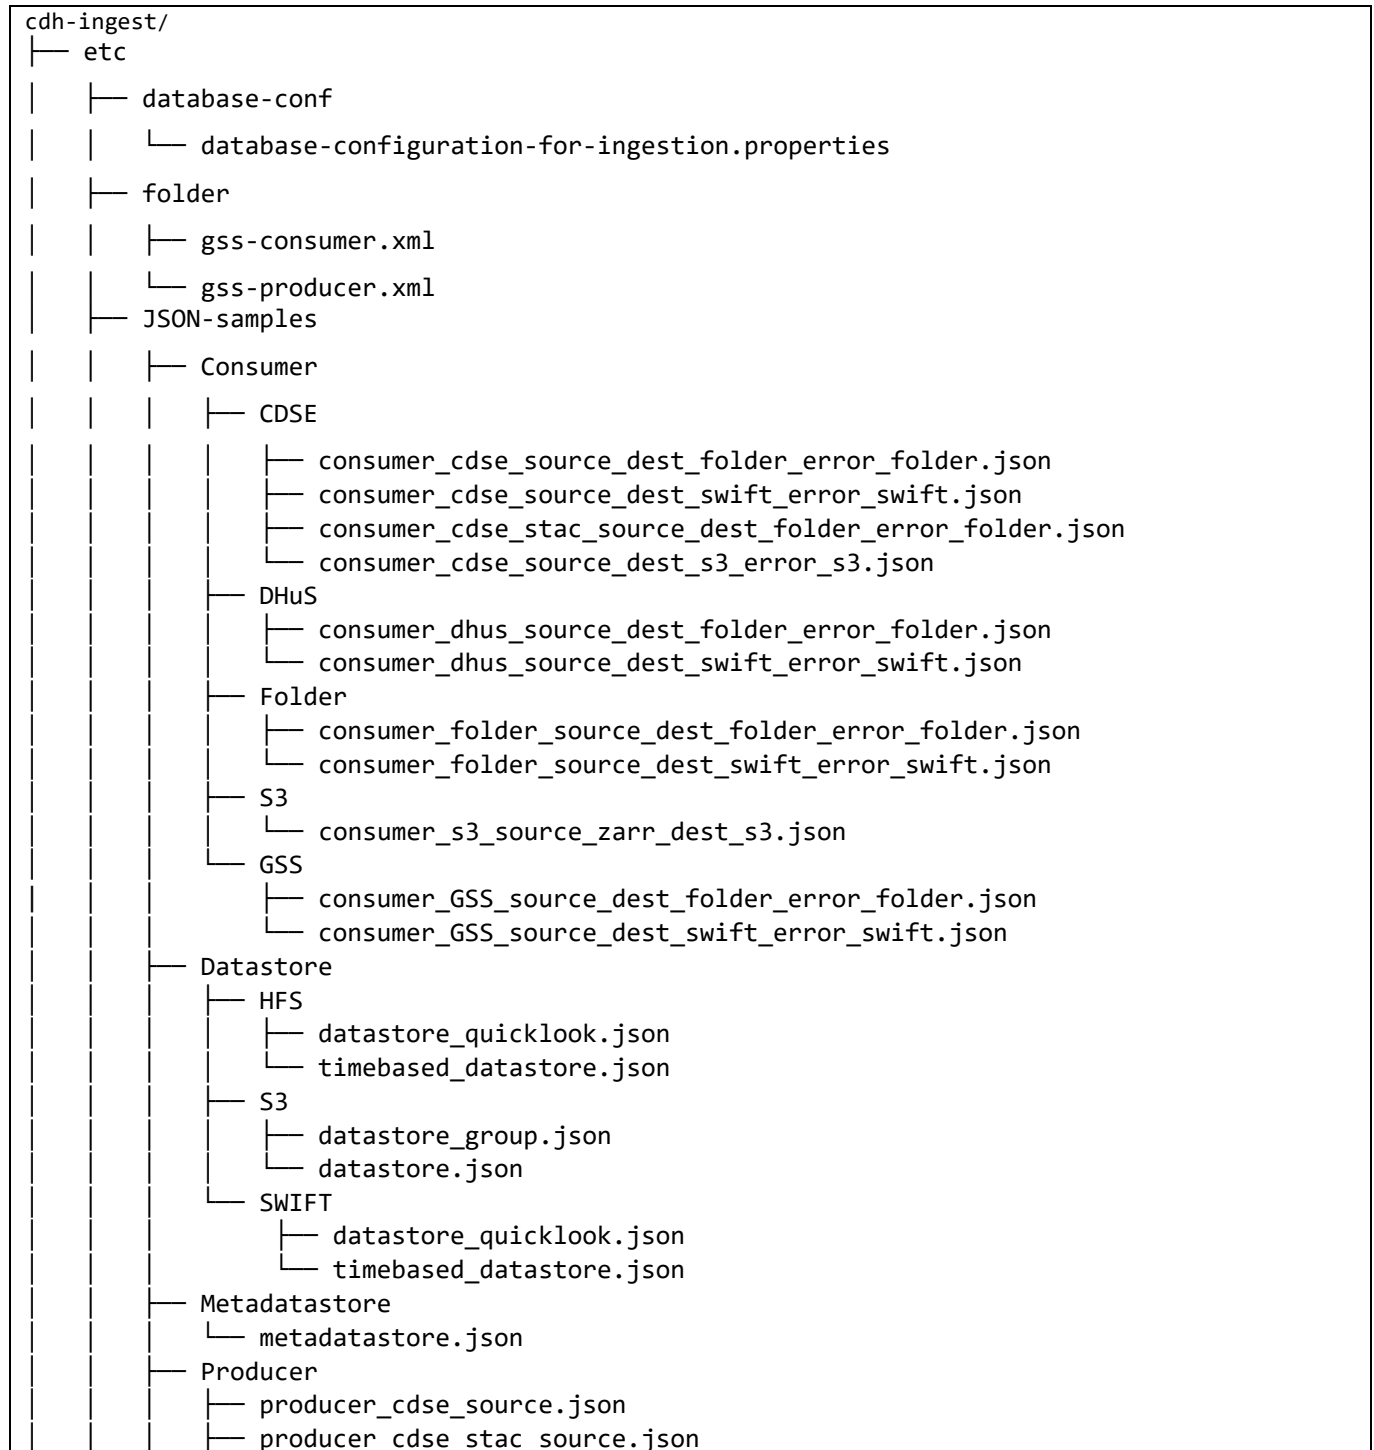 cdh-ingest/
├── etc
│   ├── database-conf
│   │   └── database-configuration-for-ingestion.properties
│   ├── folder
│   │   ├── gss-consumer.xml
│   │   └── gss-producer.xml
│   ├── JSON-samples
│   │   ├── Consumer
│   │   │   ├── CDSE
│   │   │   │   ├── consumer_cdse_source_dest_folder_error_folder.json
│   │   │   │   ├── consumer_cdse_source_dest_swift_error_swift.json
│   │   │   │   ├── consumer_cdse_stac_source_dest_folder_error_folder.json
│   │   │   │   └── consumer_cdse_source_dest_s3_error_s3.json
│   │   │   ├── DHuS
│   │   │   │   ├── consumer_dhus_source_dest_folder_error_folder.json
│   │   │   │   └── consumer_dhus_source_dest_swift_error_swift.json
│   │   │   ├── Folder
│   │   │   │   ├── consumer_folder_source_dest_folder_error_folder.json
│   │   │   │   └── consumer_folder_source_dest_swift_error_swift.json
│   │   │   ├── S3
│   │   │   │   └── consumer_s3_source_zarr_dest_s3.json
│   │   │   └── GSS
│   │   │       ├── consumer_GSS_source_dest_folder_error_folder.json
│   │   │       └── consumer_GSS_source_dest_swift_error_swift.json
│   │   ├── Datastore
│   │   │   ├── HFS
│   │   │   │   ├── datastore_quicklook.json
│   │   │   │   └── timebased_datastore.json
│   │   │   ├── S3
│   │   │   │   ├── datastore_group.json
│   │   │   │   └── datastore.json
│   │   │   └── SWIFT
│   │   │        ├── datastore_quicklook.json
│   │   │        └── timebased_datastore.json
│   │   ├── Metadatastore
│   │   │   └── metadatastore.json
│   │   ├── Producer
│   │   │   ├── producer_cdse_source.json
│   │   │   ├── producer_cdse_stac_source.json